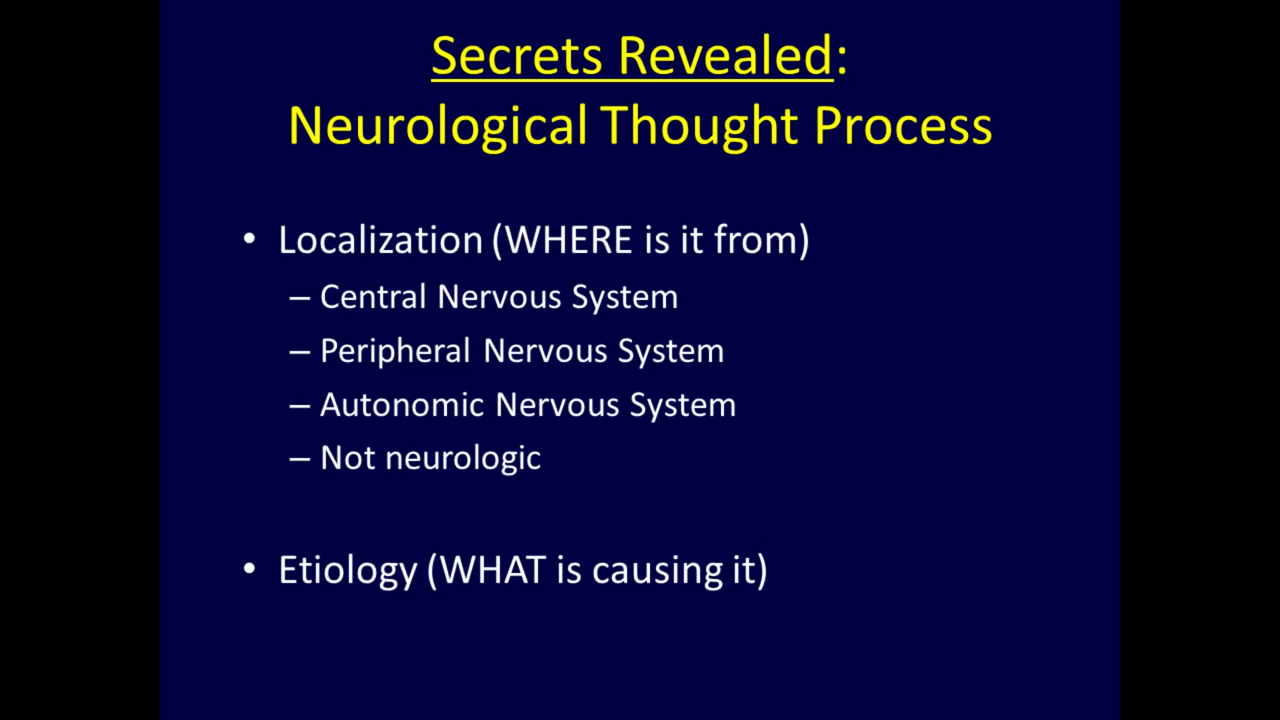 Secrets Revealed:
Neurological Thought Process
• Localization (WHERE is it from)
– Central Nervous System
– Peripheral Nervous System
– Autonomic Nervous System
– Not neurologic
• Etiology (WHAT is causing it)